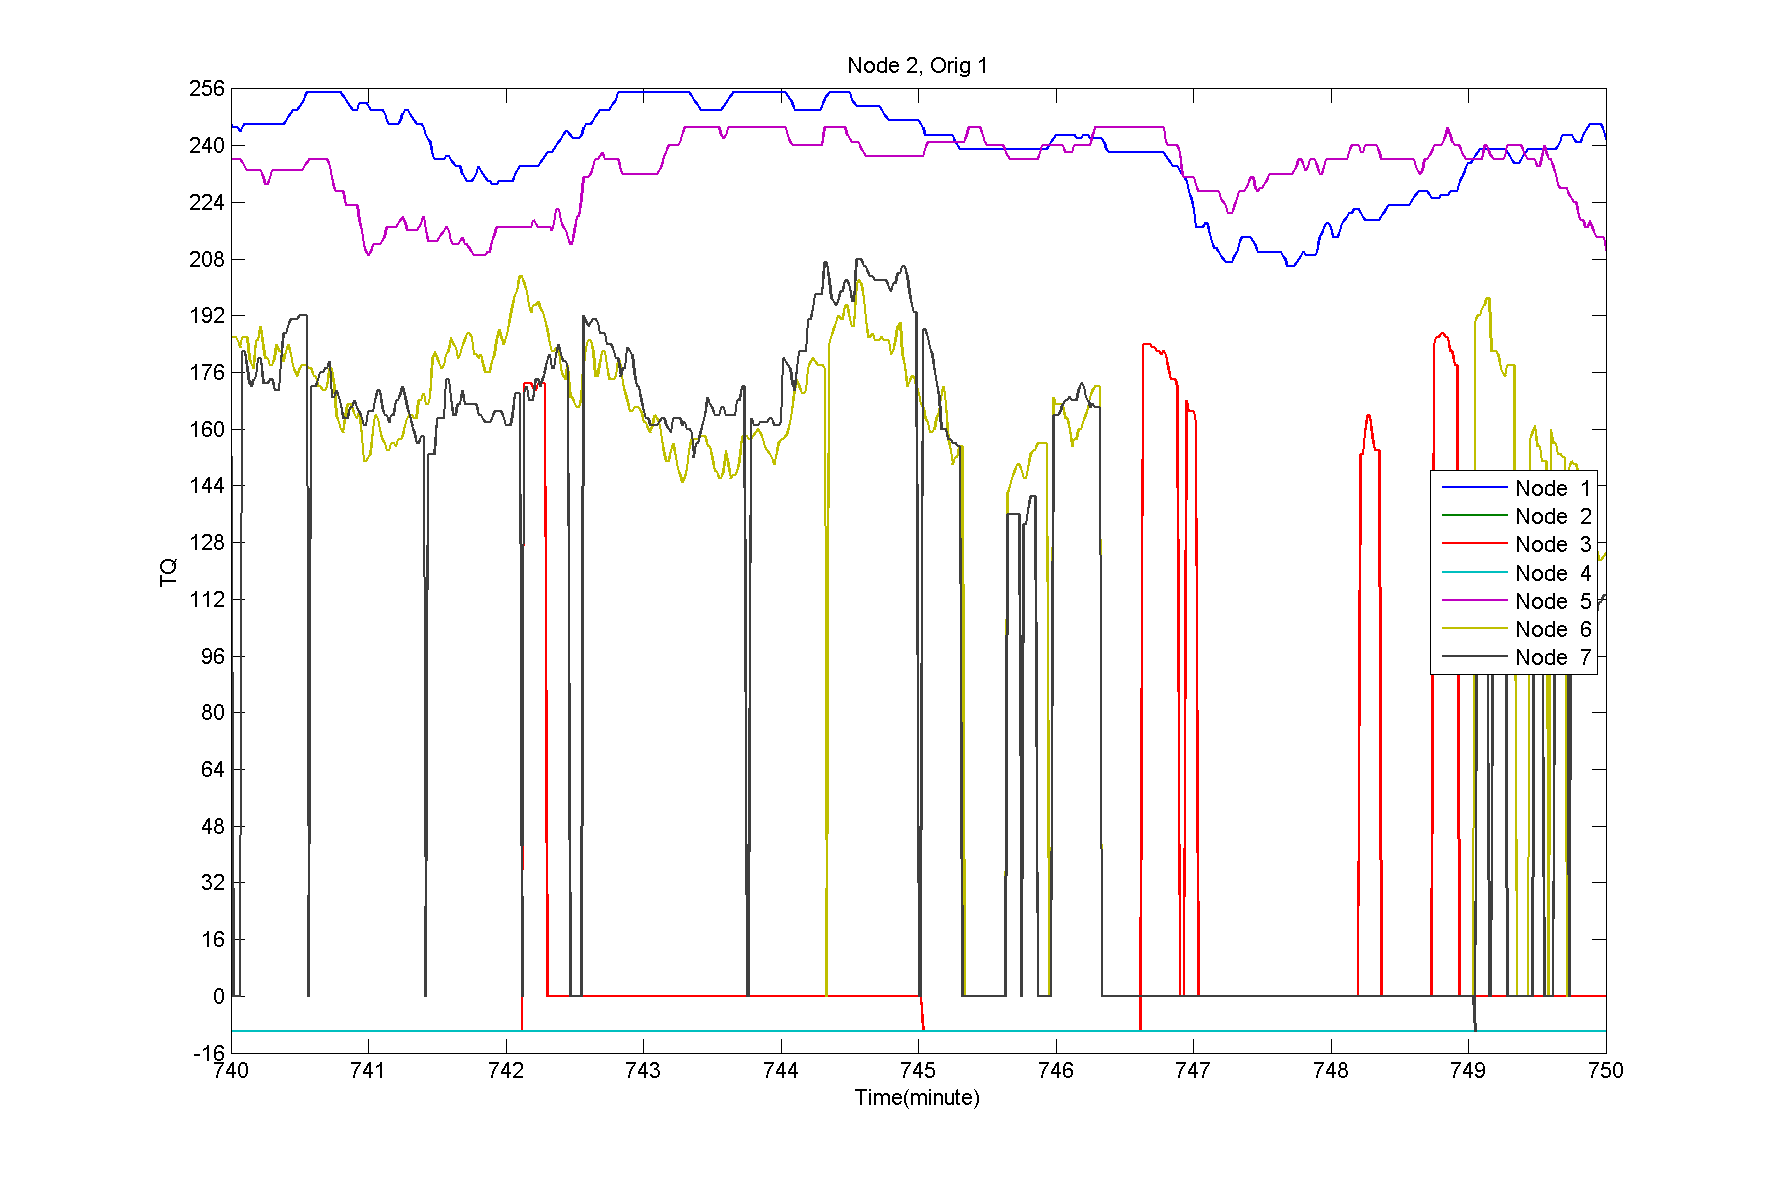 Node 2, Orig 1
256
240
224
208
192
176
160
144
128
112
96
80
64
48
32
16
0
-16
TQ
Node 1
Node 2
Node 3
Node 4
Node 5
Node 6
Node 7
740 741 742 743 744 745 746 747 748 749 750
Time(minute)